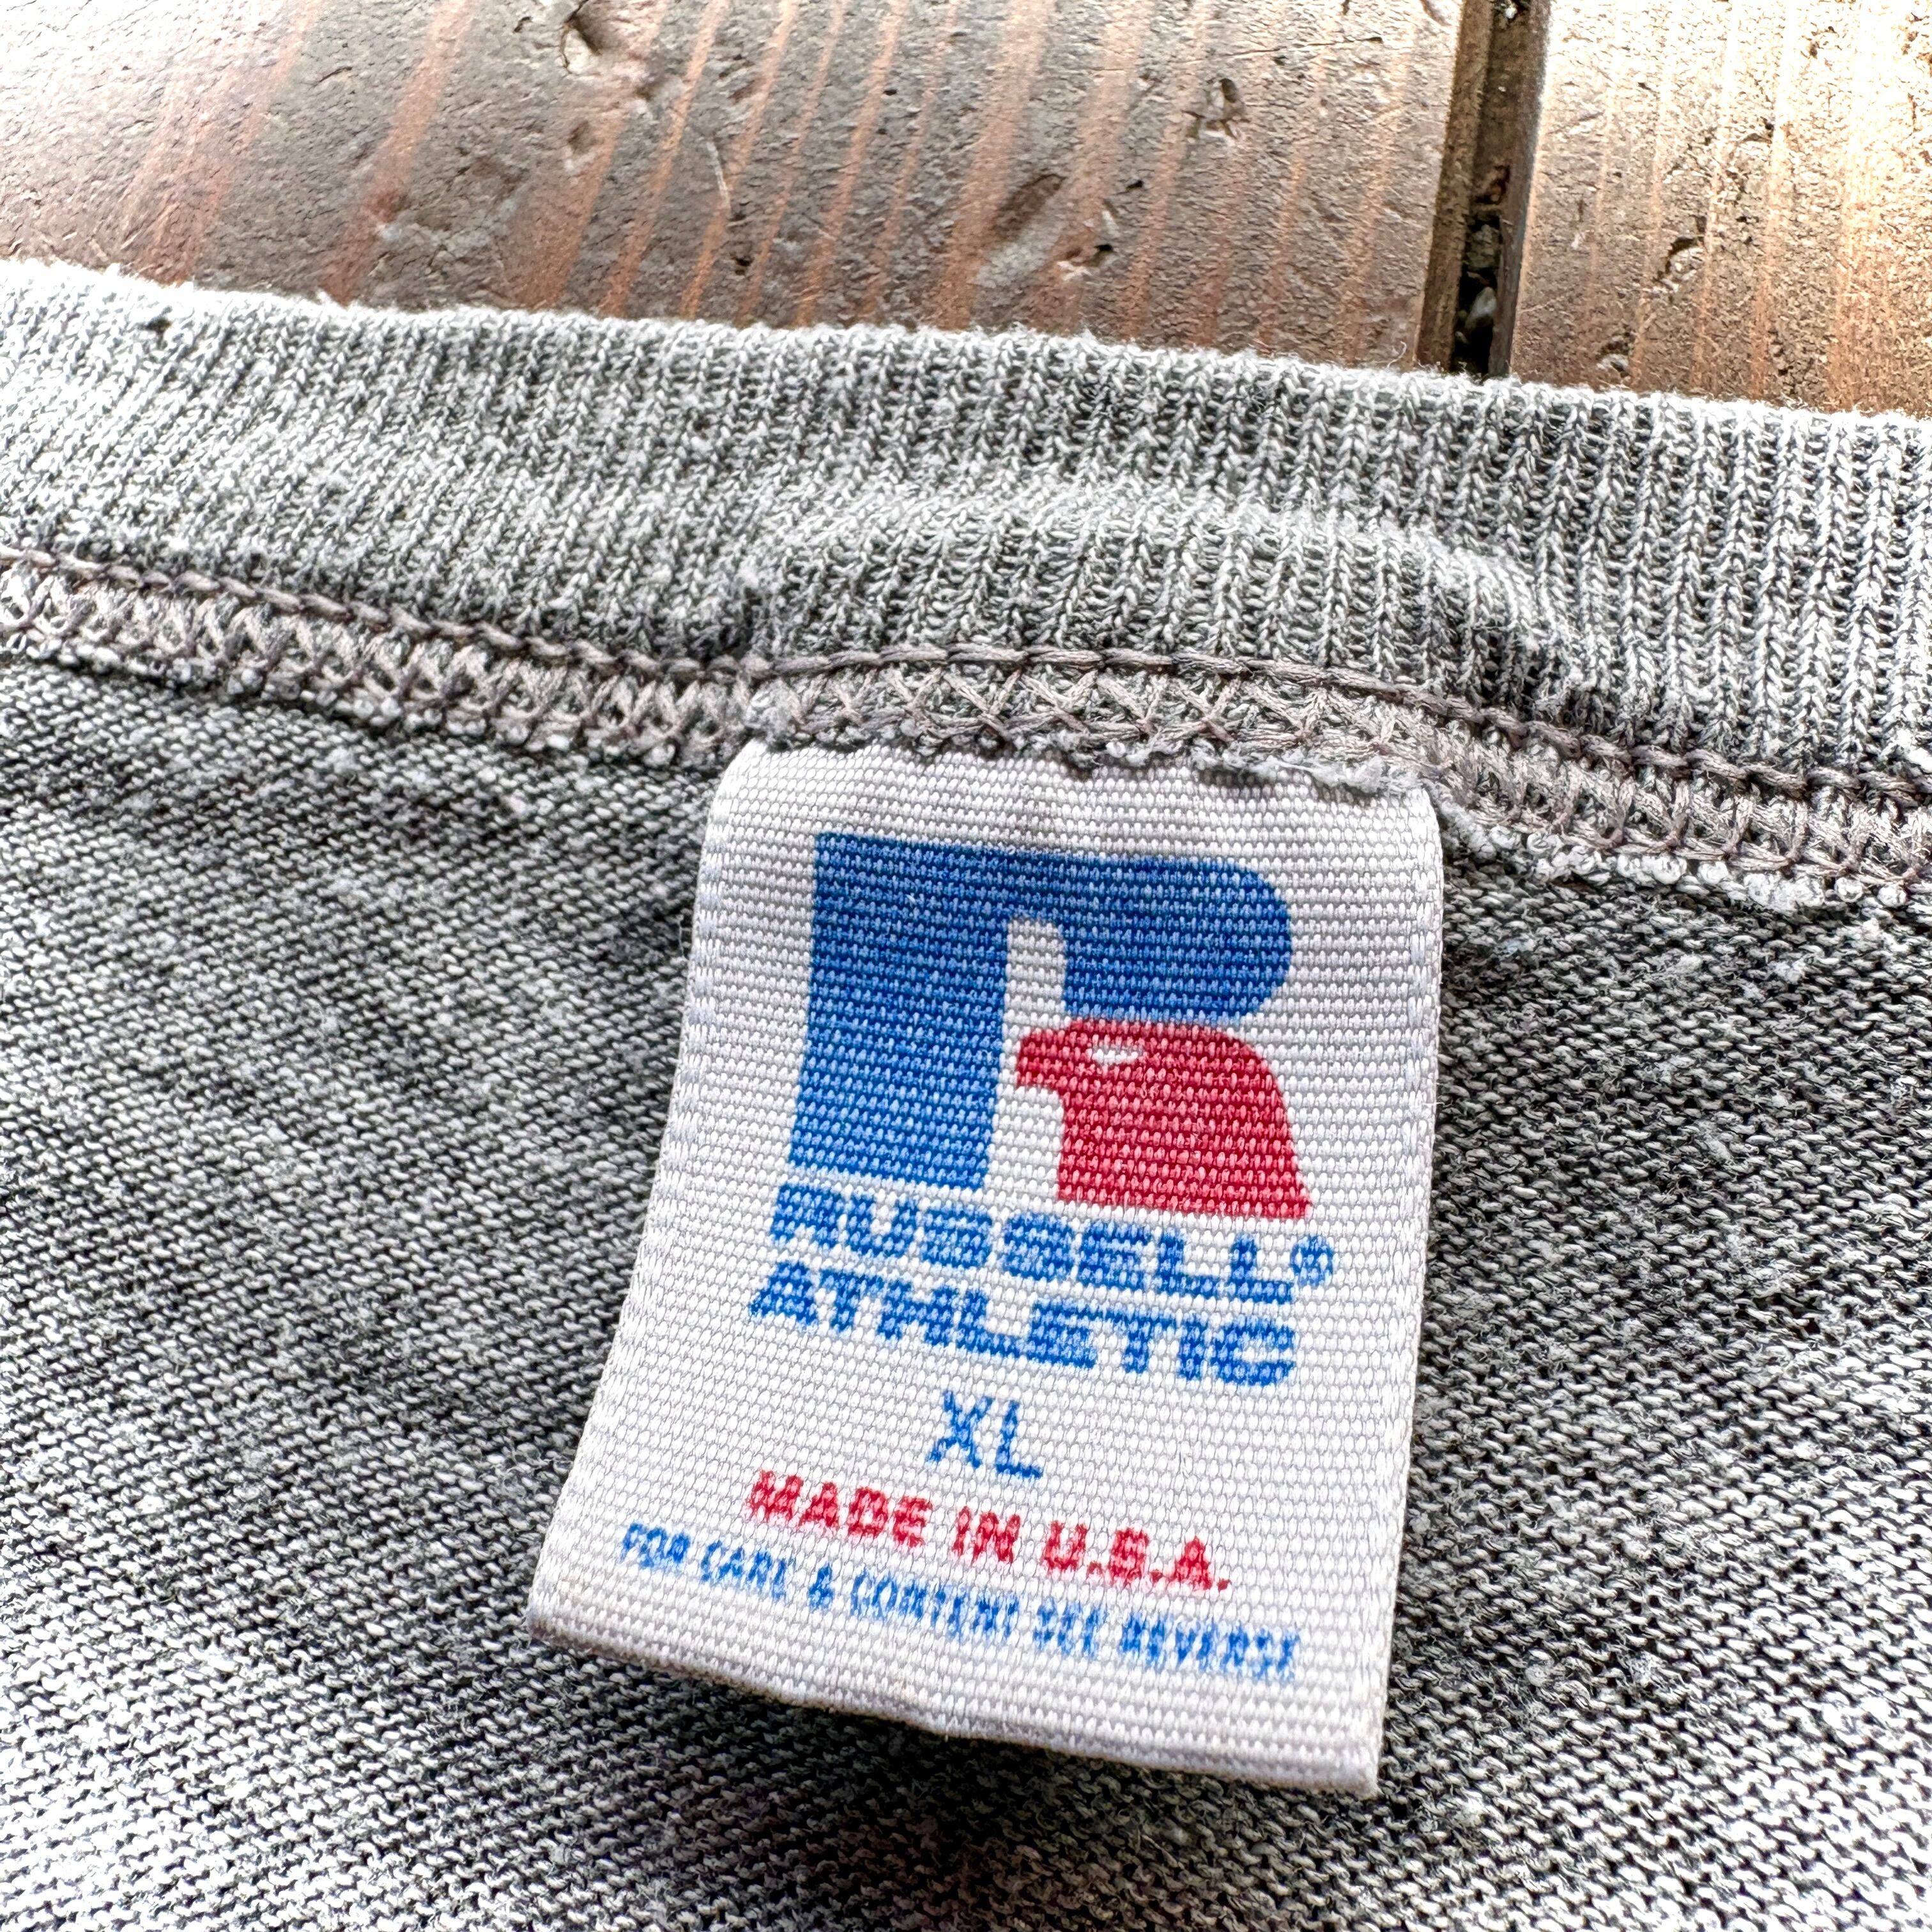 RUSSELL®
ATHLETIC
XL
MADE IN U.S.A.
FOR CARE & CONTENT SEE REVERSE